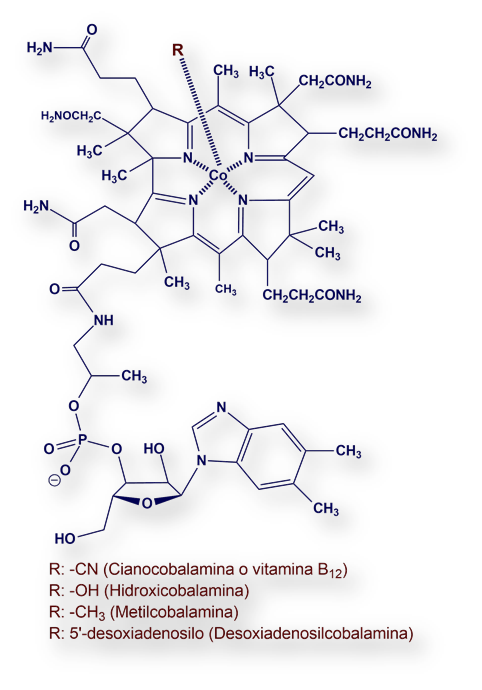 O
H₂N
R
CH₃
H₃C
CH₂CONH₂
H₂NOCH₂C
CH₂CH₂CONH₂
H₃C
N
N
H₃C
Co
H₂N
N
N
O
CH₃
CH₃
CH₃
CH₃
CH₂CH₂CONH₂
O
NH
CH₃
O
N
O
P
O
HO
CH₃
O
N
⊖
O
CH₃
HO
R: -CN (Cianocobalamina o vitamina B₁₂)
R: -OH (Hidroxicobalamina)
R: -CH₃ (Metilcobalamina)
R: 5'-desoxiadenosilo (Desoxiadenosilcobalamina)